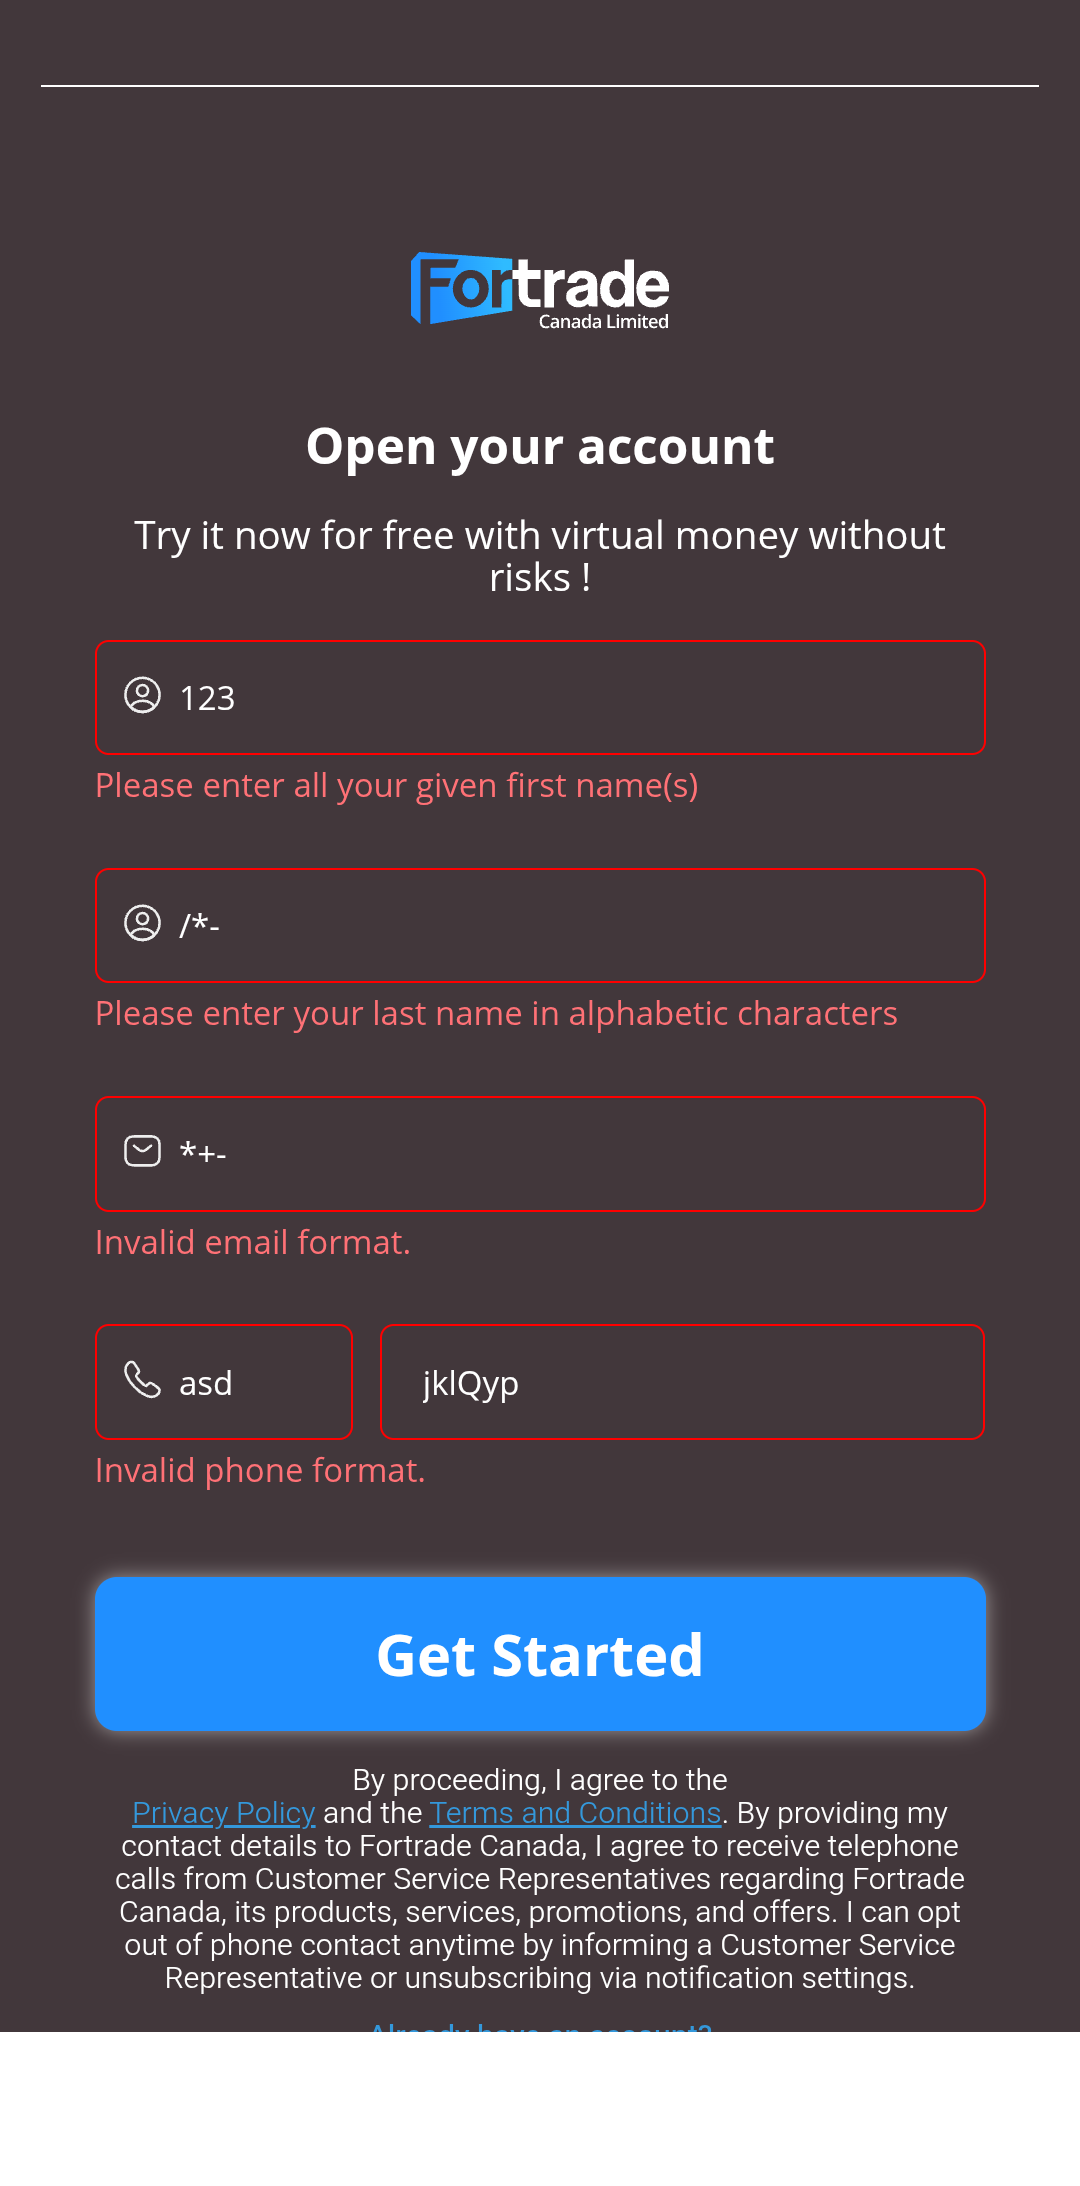 Fortrade
Canada Limited
Open your account
Try it now for free with virtual money without
risks !
123
Please enter all your given first name(s)
/*-
Please enter your last name in alphabetic characters
*+-
Invalid email format.
asd jklQyp
Invalid phone format.
Get Started
By proceeding, I agree to the
Privacy Policy and the Terms and Conditions. By providing my
contact details to Fortrade Canada, I agree to receive telephone
calls from Customer Service Representatives regarding Fortrade
Canada, its products, services, promotions, and offers. I can opt
out of phone contact anytime by informing a Customer Service
Representative or unsubscribing via notification settings.
Already have an account?